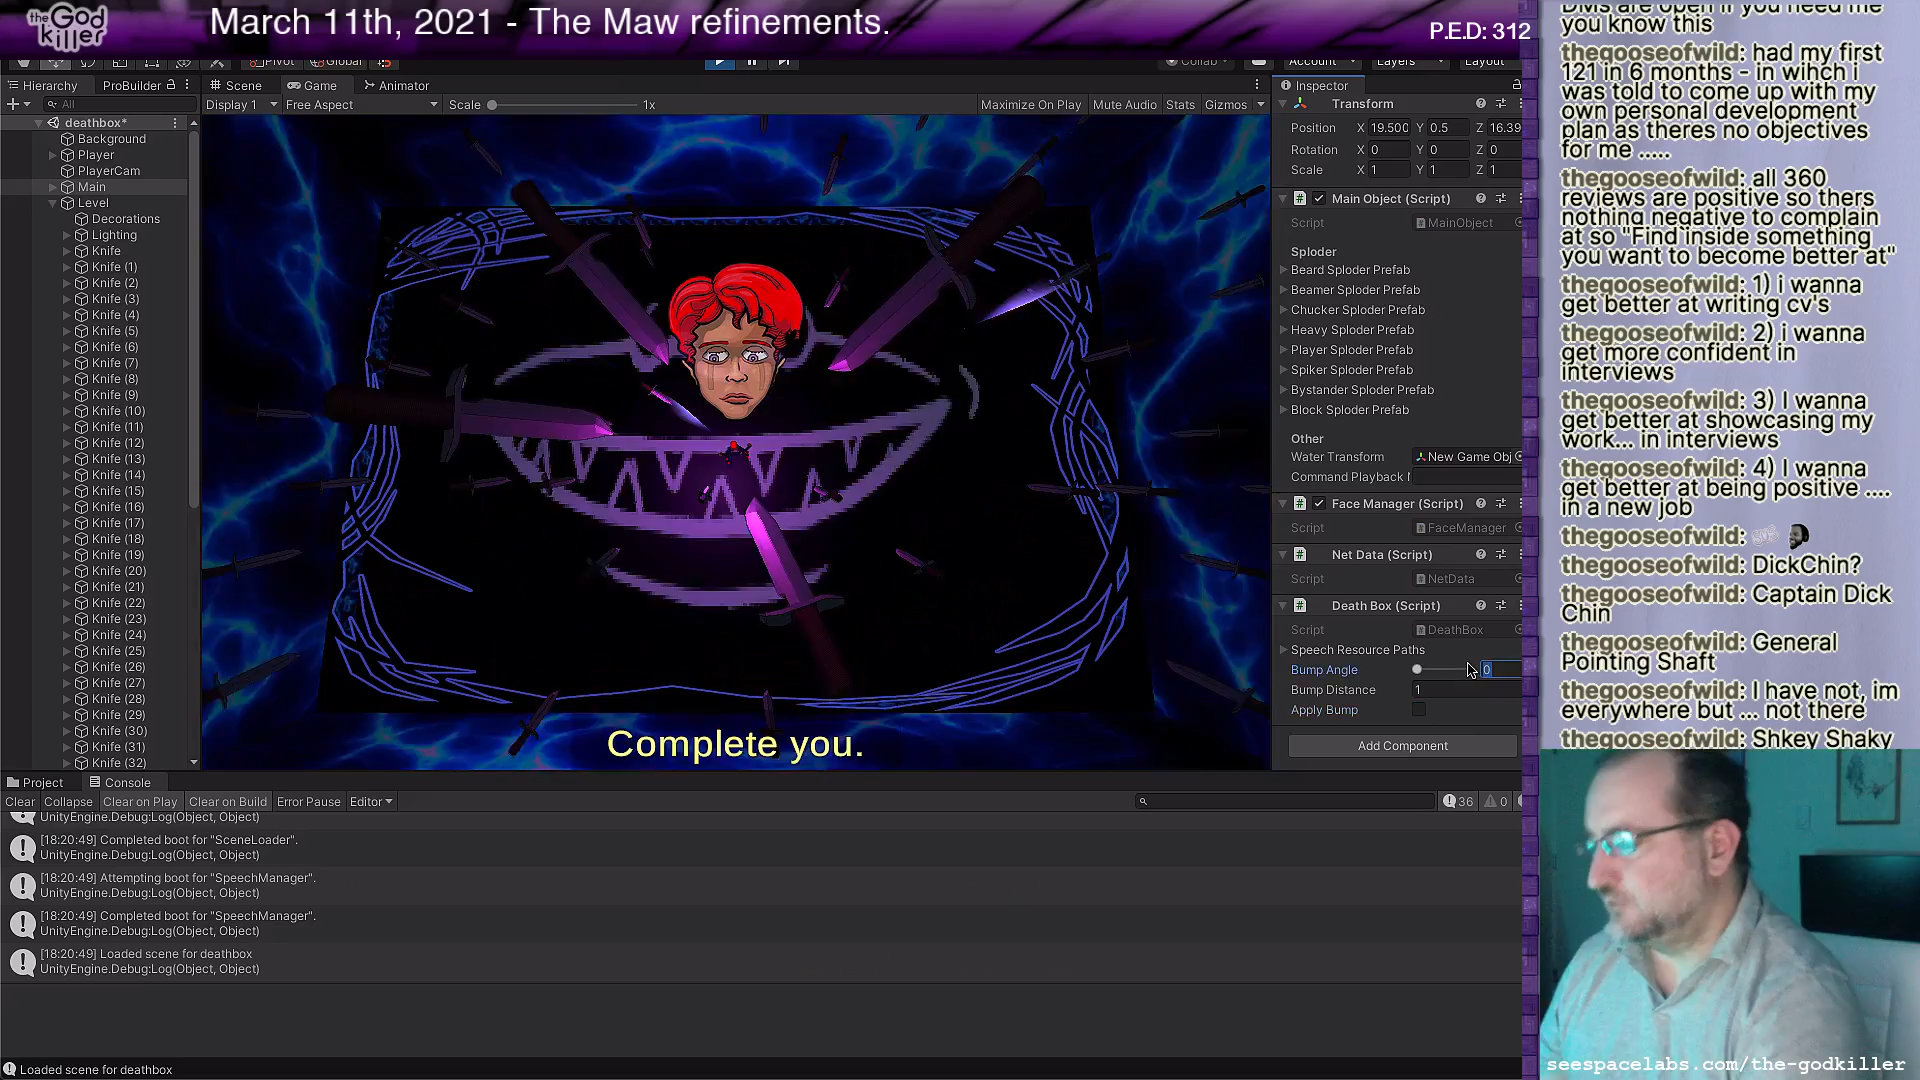 the God killer
March 11th, 2021 - The Maw refinements.
P.E.D: 312
Pivot
Global
Collab
Account
Layers
Layout
Hierarchy
ProBuilder
Scene
Game
Animator
Inspector
All
Display 1
Free Aspect
Scale
1x
Maximize On Play
Mute Audio
Stats
Gizmos
deathbox*
Background
Player
PlayerCam
Main
Level
Decorations
Lighting
Knife
Knife (1)
Knife (2)
Knife (3)
Knife (4)
Knife (5)
Knife (6)
Knife (7)
Knife (8)
Knife (9)
Knife (10)
Knife (11)
Knife (12)
Knife (13)
Knife (14)
Knife (15)
Knife (16)
Knife (17)
Knife (18)
Knife (19)
Knife (20)
Knife (21)
Knife (22)
Knife (23)
Knife (24)
Knife (25)
Knife (26)
Knife (27)
Knife (28)
Knife (29)
Knife (30)
Knife (31)
Knife (32)
Complete you.
Transform
Position X 19.500 Y 0.5 Z 16.39
Rotation X 0 Y 0 Z 0
Scale X 1 Y 1 Z 1
Main Object (Script)
Script MainObject
Sploder
Beard Sploder Prefab
Beamer Sploder Prefab
Chucker Sploder Prefab
Heavy Sploder Prefab
Player Sploder Prefab
Spiker Sploder Prefab
Bystander Sploder Prefab
Block Sploder Prefab
Other
Water Transform New Game Obj
Command Playback
Face Manager (Script)
Script FaceManager
Net Data (Script)
Script NetData
Death Box (Script)
Script DeathBox
Speech Resource Paths
Bump Angle 0
Bump Distance 1
Apply Bump
Add Component
Project
Console
Clear
Collapse
Clear on Play
Clear on Build
Error Pause
Editor
36
0
UnityEngine.Debug:Log(Object, Object)
[18:20:49] Completed boot for "SceneLoader".
UnityEngine.Debug:Log(Object, Object)
[18:20:49] Attempting boot for "SpeechManager".
UnityEngine.Debug:Log(Object, Object)
[18:20:49] Completed boot for "SpeechManager".
UnityEngine.Debug:Log(Object, Object)
[18:20:49] Loaded scene for deathbox
UnityEngine.Debug:Log(Object, Object)
Loaded scene for deathbox
DMs are open if you need me
you know this
thegooseofwild: had my first
121 in 6 months - in wihch i
was told to come up with my
own personal development
plan as theres no objectives
for me .....
thegooseofwild: all 360
reviews are positive so thers
nothing negative to complain
at so "Find inside something
you want to become better at"
thegooseofwild: 1) i wanna
get better at writing cv's
thegooseofwild: 2) i wanna
get more confident in
interviews
thegooseofwild: 3) I wanna
get better at showcasing my
work... in interviews
thegooseofwild: 4) I wanna
get better at being positive ....
in a new job
thegooseofwild:
thegooseofwild: DickChin?
thegooseofwild: Captain Dick
Chin
thegooseofwild: General
Pointing Shaft
thegooseofwild: I have not, im
everywhere but ... not there
thegooseofwild: Shkey Shaky
seespacelabs.com/the-godkiller